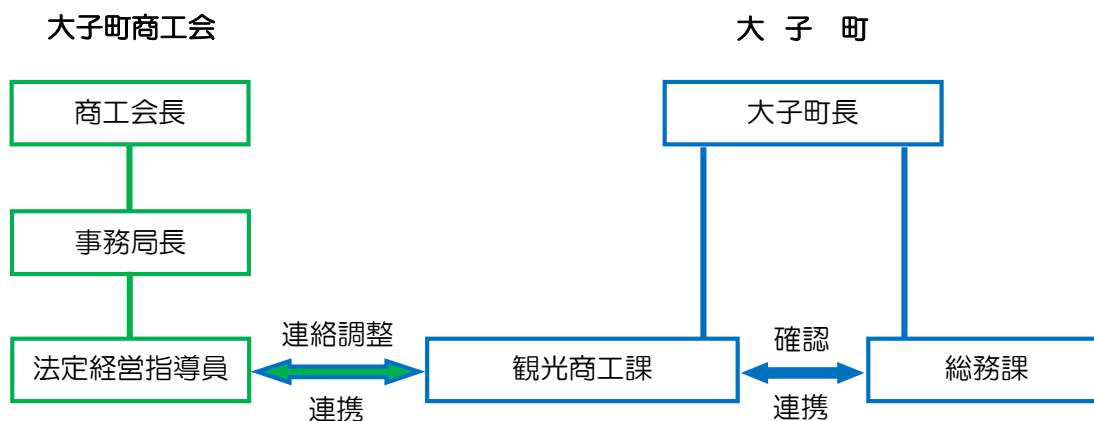 大子町商工会
大 子 町
商工会長
大子町長
事務局長
連絡調整
確認
法定経営指導員
観光商工課
総務課
連携
連携